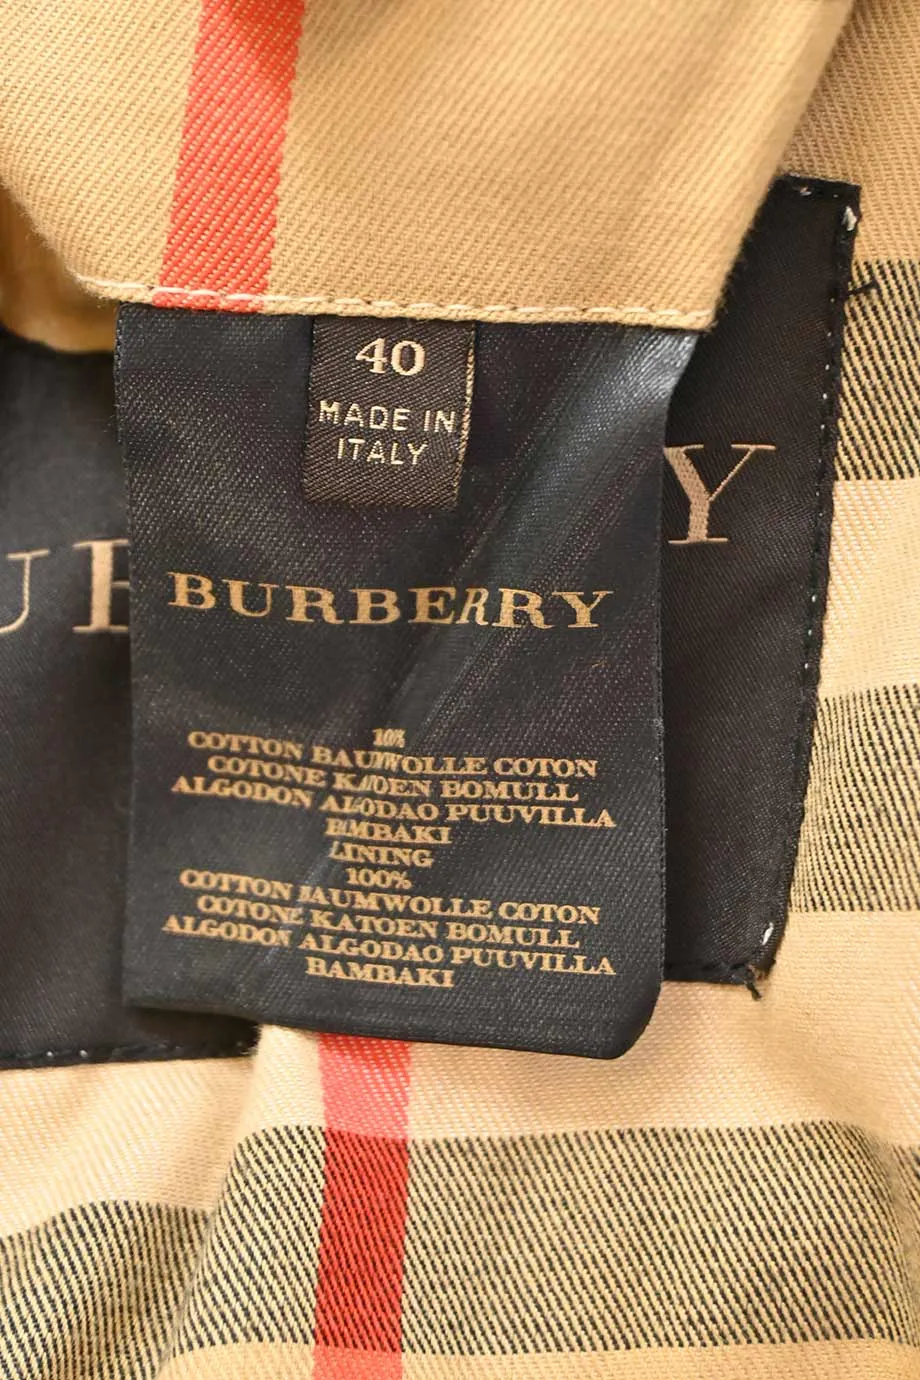 40
MADE IN
ITALY
Y
BURBERRY
COTTON BAUMWOLLE COTON
COTONE KATOEN BOMULL
ALGODON ALGODAO PUUVILLA
BAMBAKI
LINING
100%
COTTON BAUMWOLLE COTON
COTONE KATOEN BOMULL
ALGODON ALGODAO PUUVILLA
BAMBAKI